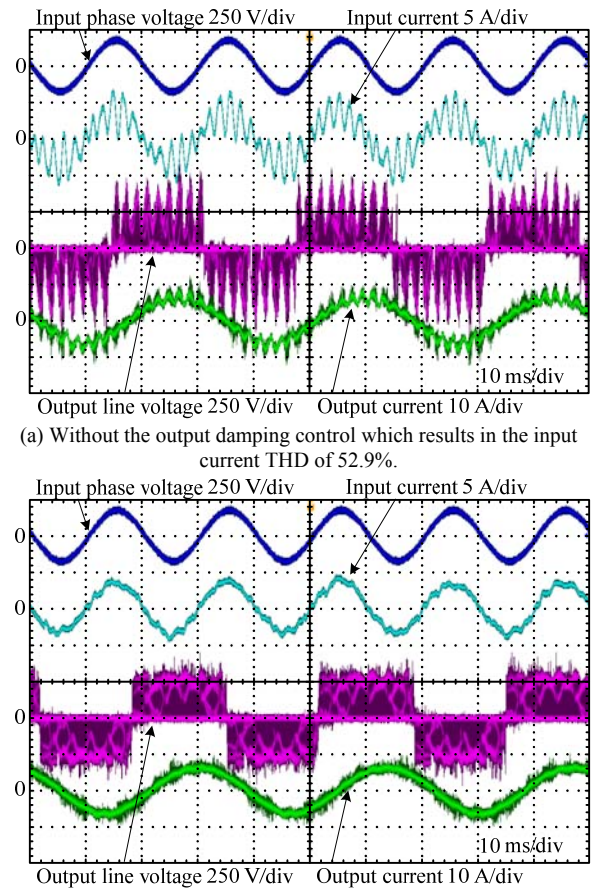 Input phase voltage 250 V/div Input current 5 A/div
0
0
0
0
10 ms/div
Output line voltage 250 V/div Output current 10 A/div
(a) Without the output damping control which results in the input
current THD of 52.9%.
Input phase voltage 250 V/div Input current 5 A/div
0
0
0
0
10 ms/div
Output line voltage 250 V/div Output current 10 A/div